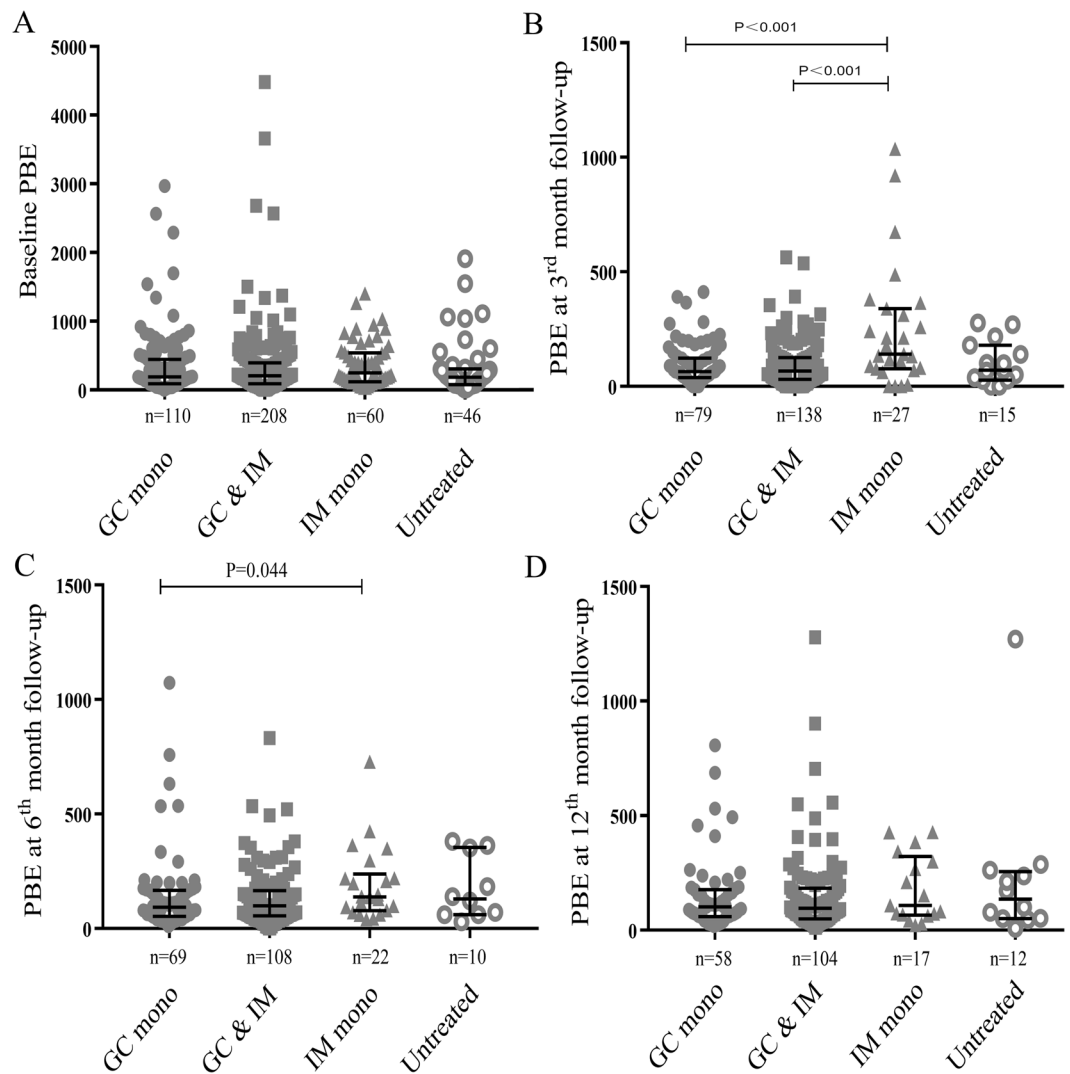 A
Baseline PBE
5000
4000
3000
2000
1000
0
n=110
n=208
n=60
n=46
GC mono
GC & IM
IM mono
Untreated
B
PBE at 3rd month follow-up
P<0.001
P<0.001
1500
1000
500
0
n=79
n=138
n=27
n=15
GC mono
GC & IM
IM mono
Untreated
C
PBE at 6th month follow-up
P=0.044
1500
1000
500
0
n=69
n=108
n=22
n=10
GC mono
GC & IM
IM mono
Untreated
D
PBE at 12th month follow-up
1500
1000
500
0
n=58
n=104
n=17
n=12
GC mono
GC & IM
IM mono
Untreated